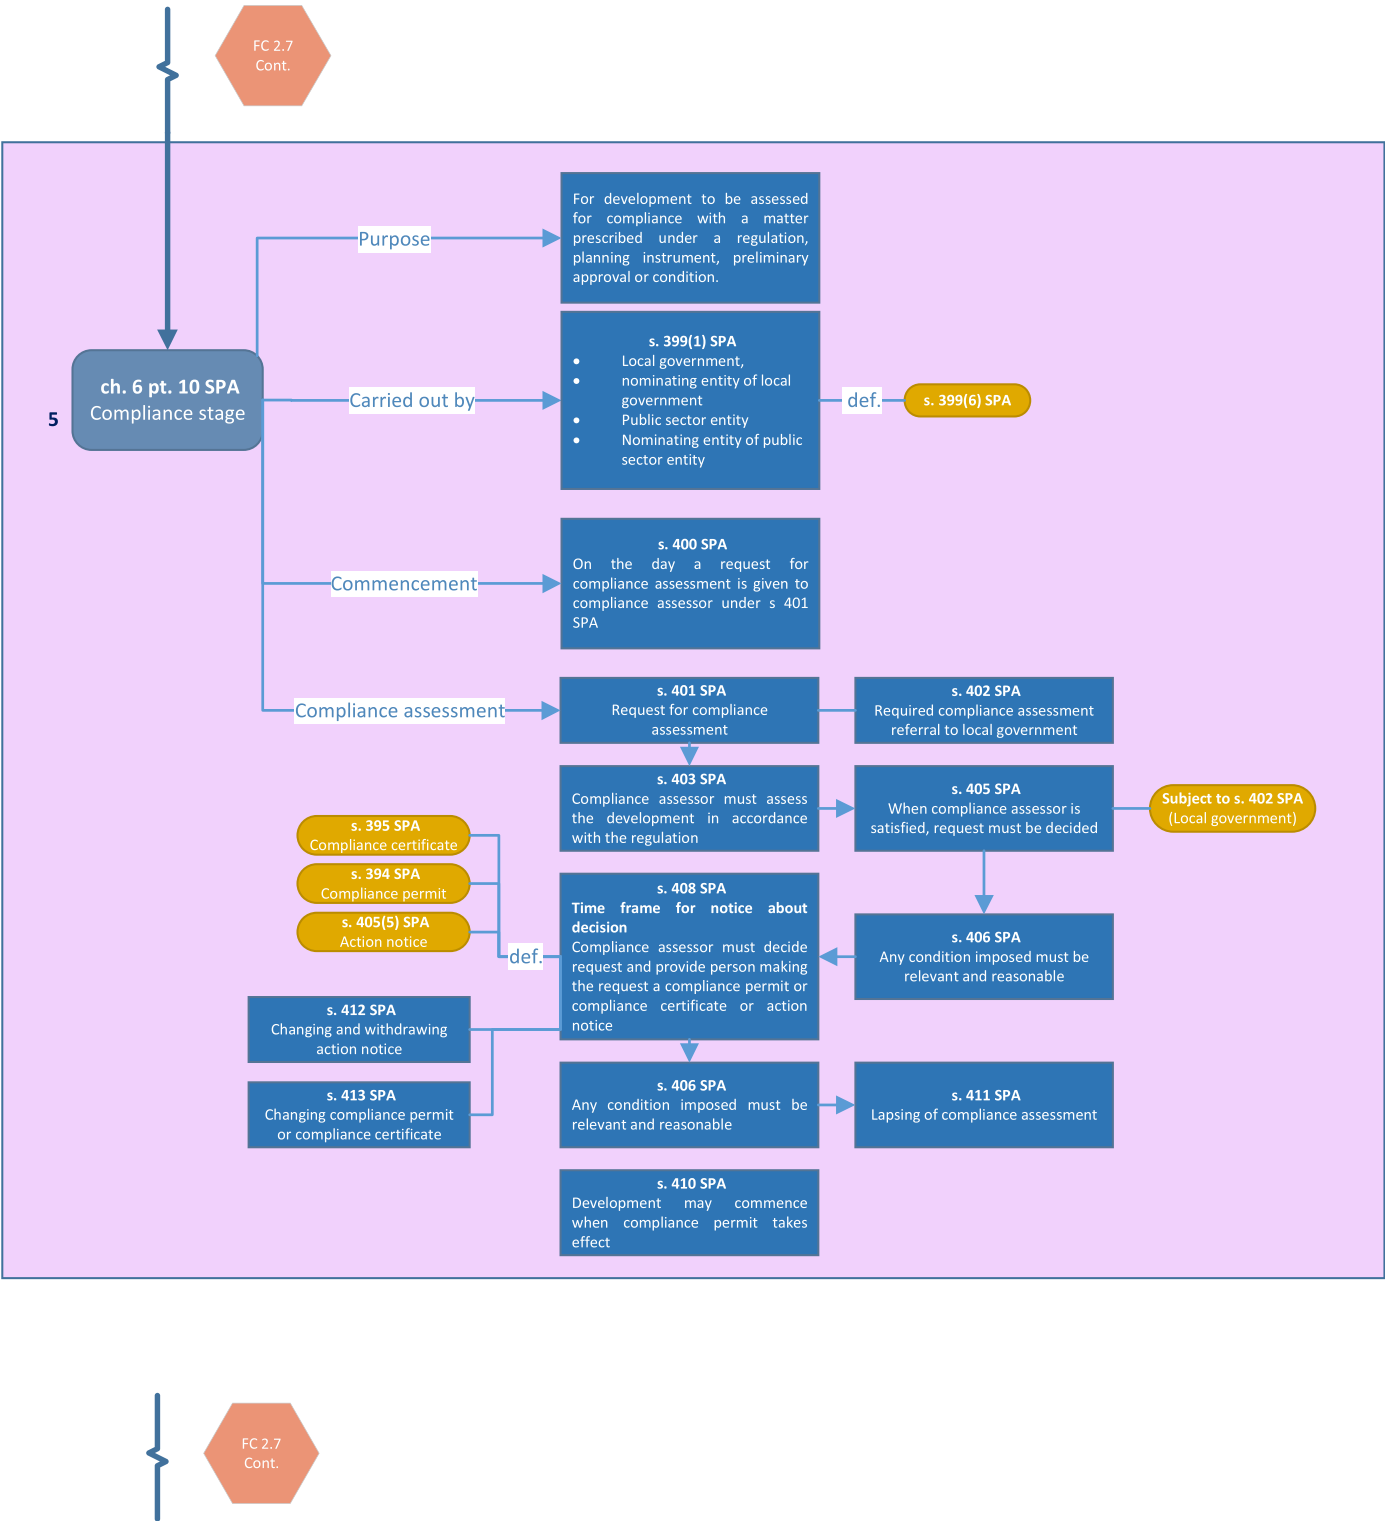 FC 2.7
Cont.
Purpose
For development to be assessed
for compliance with a matter
prescribed under a regulation,
planning instrument, preliminary
approval or condition.
5
ch. 6 pt. 10 SPA
Compliance stage
Carried out by
s. 399(1) SPA
• Local government,
• nominating entity of local
government
• Public sector entity
• Nominating entity of public
sector entity
def.
s. 399(6) SPA
Commencement
s. 400 SPA
On the day a request for
compliance assessment is given to
compliance assessor under s 401
SPA
Compliance assessment
s. 401 SPA
Request for compliance
assessment
s. 402 SPA
Required compliance assessment
referral to local government
s. 403 SPA
Compliance assessor must assess
the development in accordance
with the regulation
s. 405 SPA
When compliance assessor is
satisfied, request must be decided
Subject to s. 402 SPA
(Local government)
s. 395 SPA
Compliance certificate
s. 394 SPA
Compliance permit
s. 405(5) SPA
Action notice
def.
s. 408 SPA
Time frame for notice about
decision
Compliance assessor must decide
request and provide person making
the request a compliance permit or
compliance certificate or action
notice
s. 406 SPA
Any condition imposed must be
relevant and reasonable
s. 412 SPA
Changing and withdrawing
action notice
s. 413 SPA
Changing compliance permit
or compliance certificate
s. 406 SPA
Any condition imposed must be
relevant and reasonable
s. 411 SPA
Lapsing of compliance assessment
s. 410 SPA
Development may commence
when compliance permit takes
effect
FC 2.7
Cont.